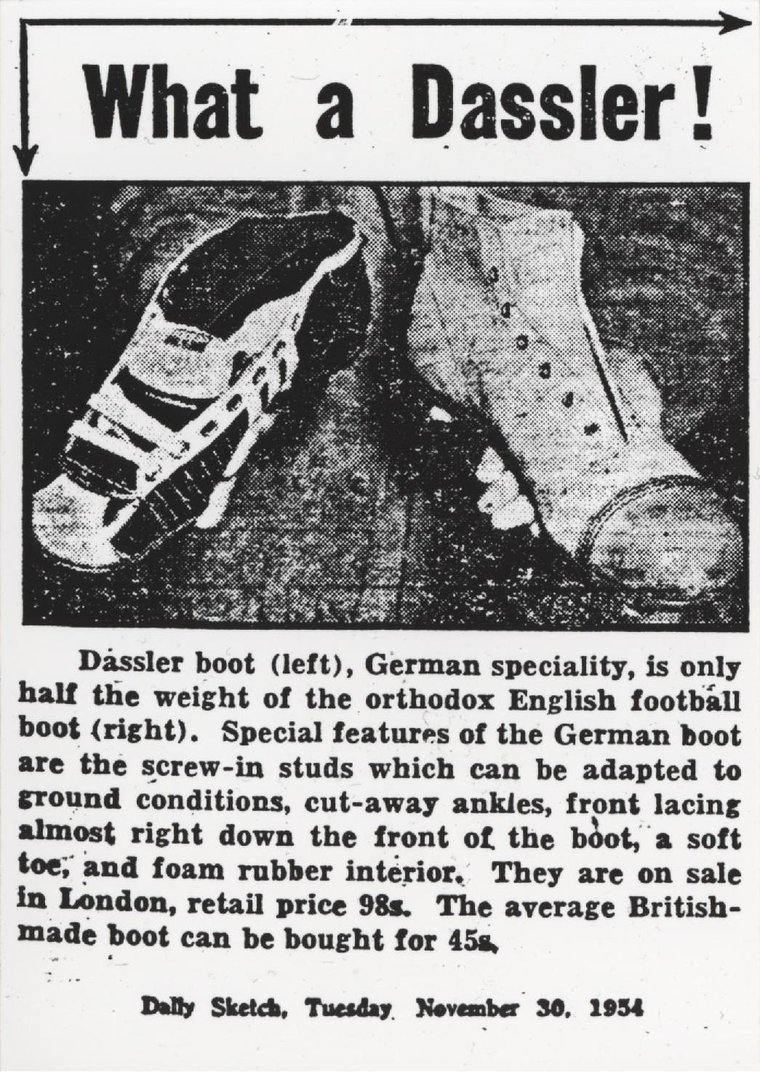 What a Dassler!
Dassler boot (left), German speciality, is only
half the weight of the orthodox English football
boot (right). Special features of the German boot
are the screw-in studs which can be adapted to
ground conditions, cut-away ankles, front lacing
almost right down the front of the boot, a soft
toe, and foam rubber interior. They are on sale
in London, retail price 98s. The average British-
made boot can be bought for 45s.
Daily Sketch, Tuesday November 30, 1954